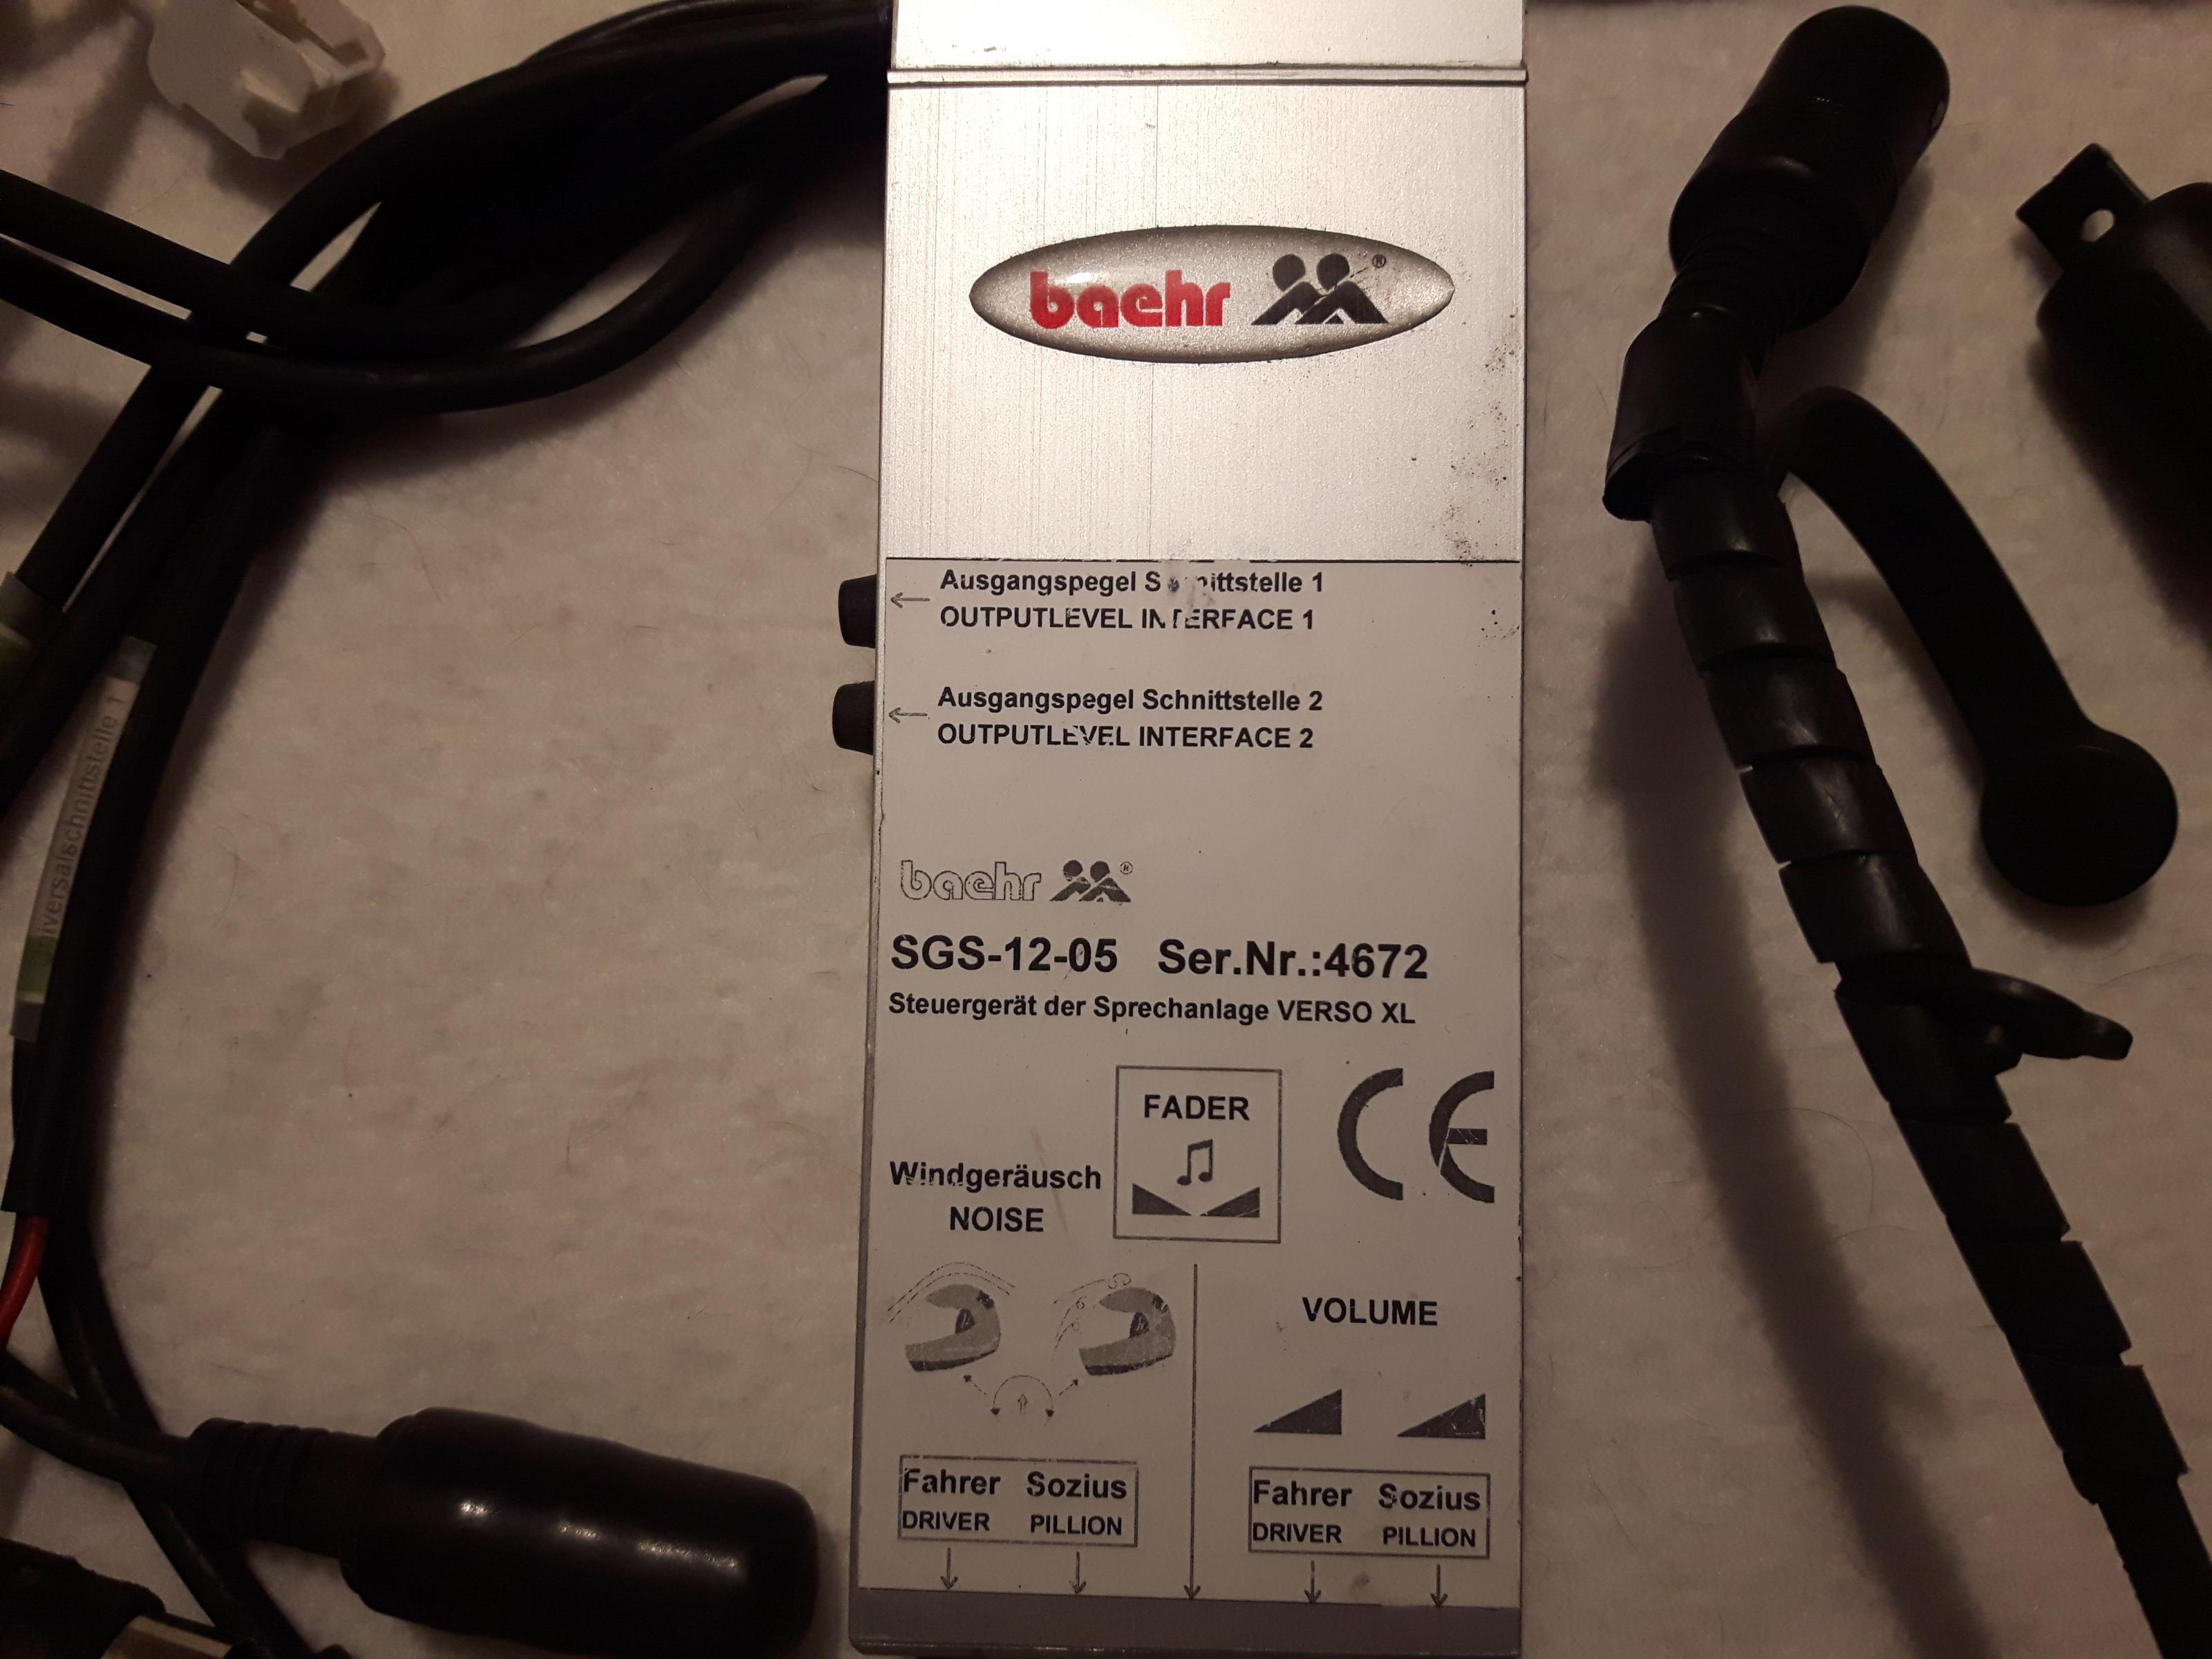 baehr ®
Ausgangspegel Schnittstelle 1
OUTPUTLEVEL INTERFACE 1
Ausgangspegel Schnittstelle 2
OUTPUTLEVEL INTERFACE 2
baehr ®
SGS-12-05 Ser.Nr.:4672
Steuergerät der Sprechanlage VERSO XL
FADER
CE
Windgeräusch
NOISE
VOLUME
Fahrer Sozius
DRIVER PILLION
Fahrer Sozius
DRIVER PILLION
niversalschnittstelle 1